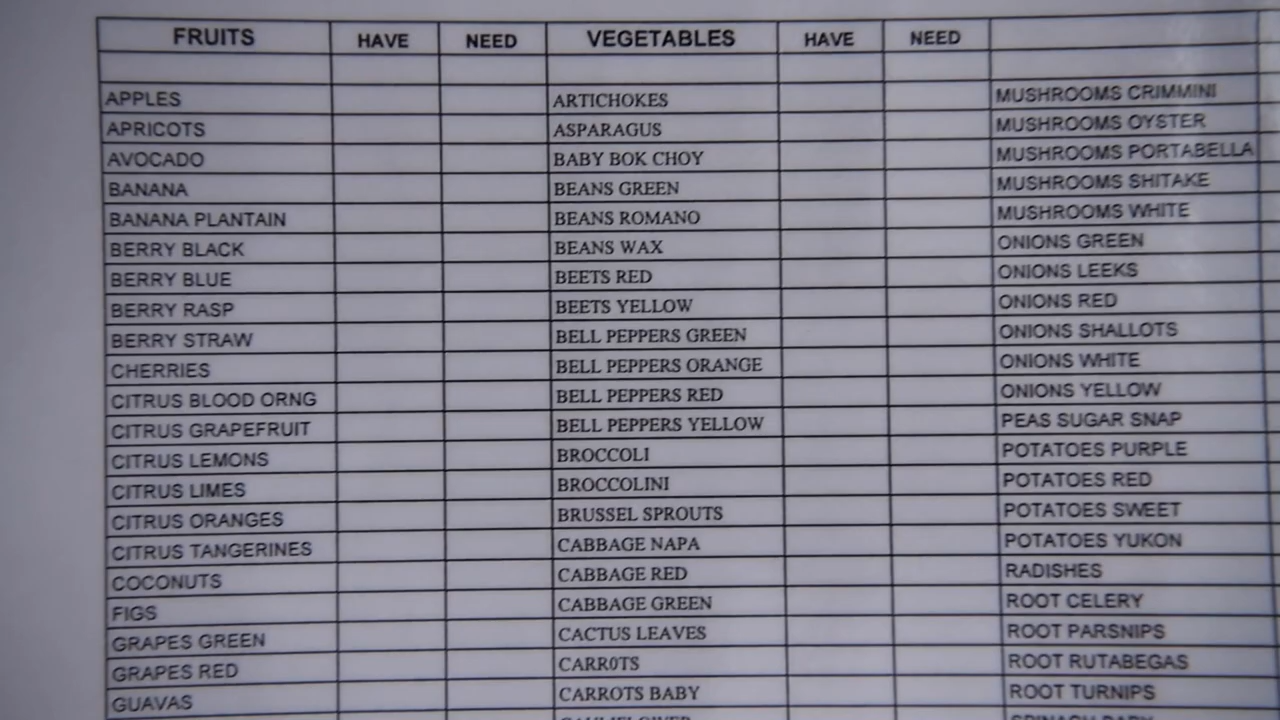 FRUITS HAVE NEED VEGETABLES HAVE NEED
APPLES ARTICHOKES MUSHROOMS CRIMMINI
APRICOTS ASPARAGUS MUSHROOMS OYSTER
AVOCADO BABY BOK CHOY MUSHROOMS PORTABELLA
BANANA BEANS GREEN MUSHROOMS SHITAKE
BANANA PLANTAIN BEANS ROMANO MUSHROOMS WHITE
BERRY BLACK BEANS WAX ONIONS GREEN
BERRY BLUE BEETS RED ONIONS LEEKS
BERRY RASP BEETS YELLOW ONIONS RED
BERRY STRAW BELL PEPPERS GREEN ONIONS SHALLOTS
CHERRIES BELL PEPPERS ORANGE ONIONS WHITE
CITRUS BLOOD ORNG BELL PEPPERS RED ONIONS YELLOW
CITRUS GRAPEFRUIT BELL PEPPERS YELLOW PEAS SUGAR SNAP
CITRUS LEMONS BROCCOLI POTATOES PURPLE
CITRUS LIMES BROCCOLINI POTATOES RED
CITRUS ORANGES BRUSSEL SPROUTS POTATOES SWEET
CITRUS TANGERINES CABBAGE NAPA POTATOES YUKON
COCONUTS CABBAGE RED RADISHES
FIGS CABBAGE GREEN ROOT CELERY
GRAPES GREEN CACTUS LEAVES ROOT PARSNIPS
GRAPES RED CARR0TS ROOT RUTABEGAS
GUAVAS CARROTS BABY ROOT TURNIPS